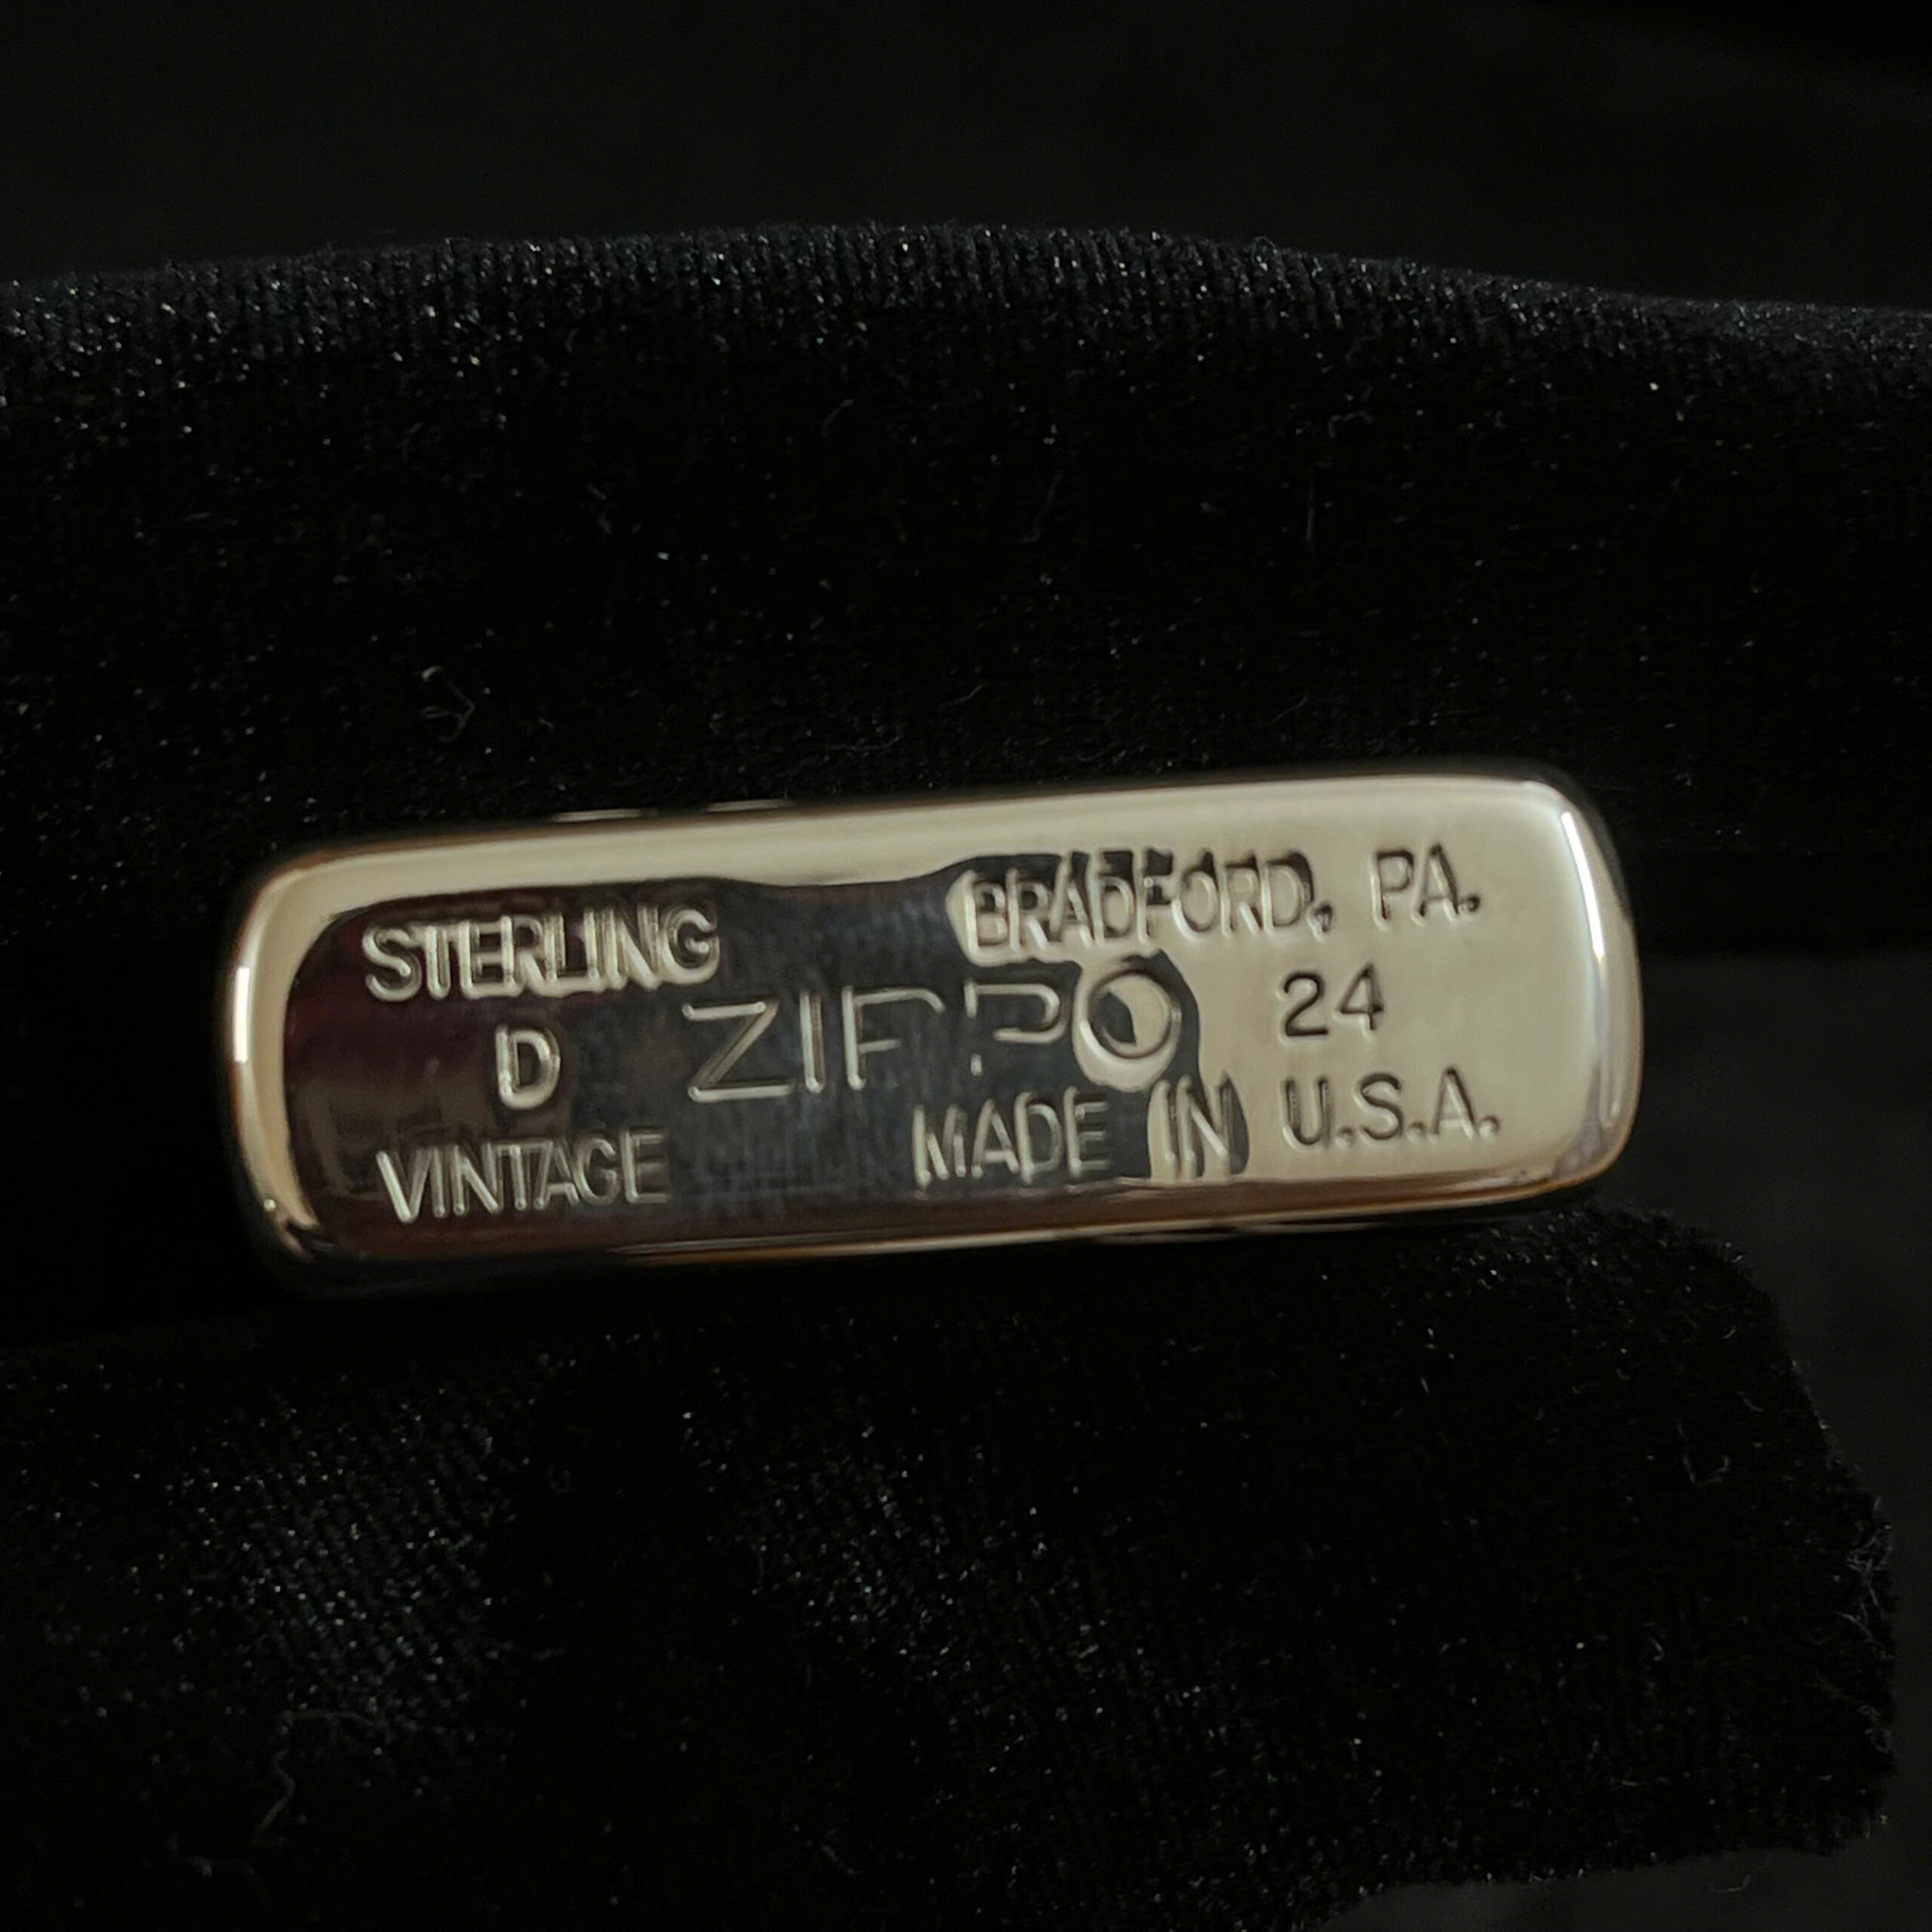 STERLING BRADFORD, PA.
D ZIPPO 24
VINTAGE MADE IN U.S.A.